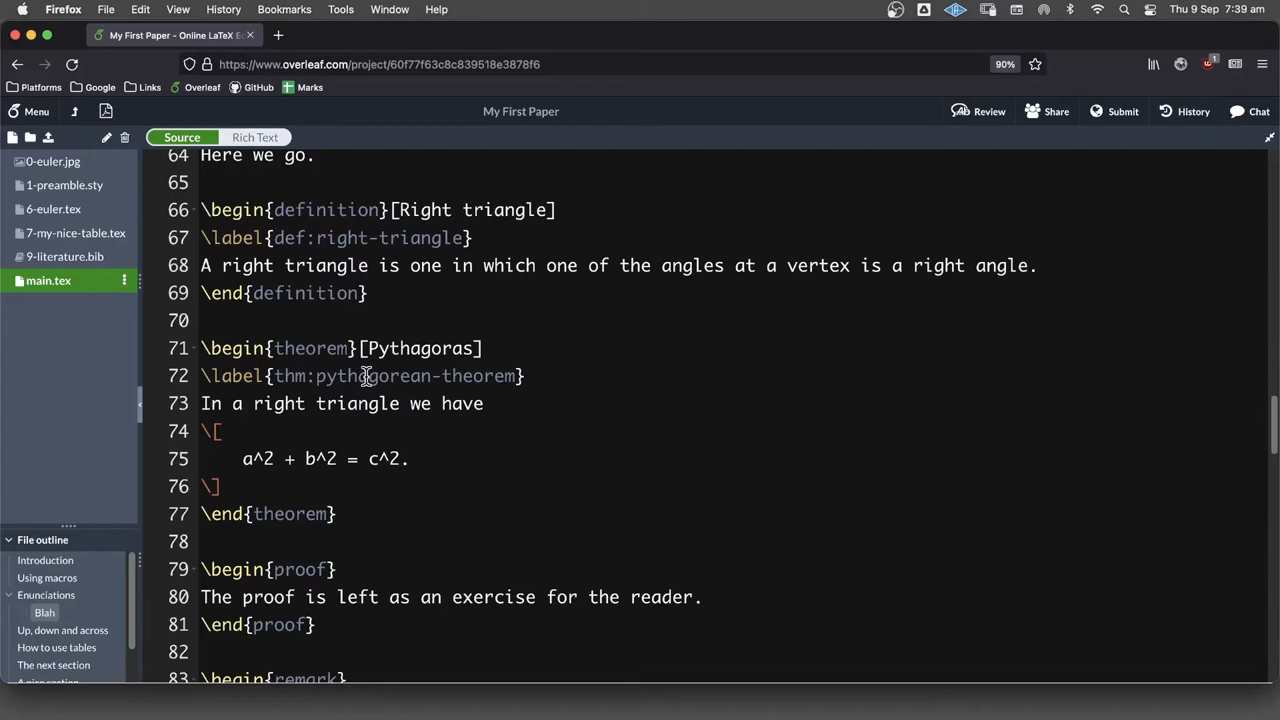 Firefox File Edit View History Bookmarks Tools Window Help Thu 9 Sep 7:39 am
My First Paper - Online LaTeX Ed
https://www.overleaf.com/project/60f77f63c8c839518e3878f6 90% 1
Platforms Google Links Overleaf GitHub Marks
Menu My First Paper Review Share Submit History Chat
Source Rich Text
0-euler.jpg
1-preamble.sty
6-euler.tex
7-my-nice-table.tex
9-literature.bib
main.tex
File outline
Introduction
Using macros
Enunciations
Blah
Up, down and across
How to use tables
The next section
64 Here we go.
65
66 \begin{definition}[Right triangle]
67 \label{def:right-triangle}
68 A right triangle is one in which one of the angles at a vertex is a right angle.
69 \end{definition}
70
71 \begin{theorem}[Pythagoras]
72 \label{thm:pythagorean-theorem}
73 In a right triangle we have
74 \[
75 a^2 + b^2 = c^2.
76 \]
77 \end{theorem}
78
79 \begin{proof}
80 The proof is left as an exercise for the reader.
81 \end{proof}
82
83 \begin{remark}